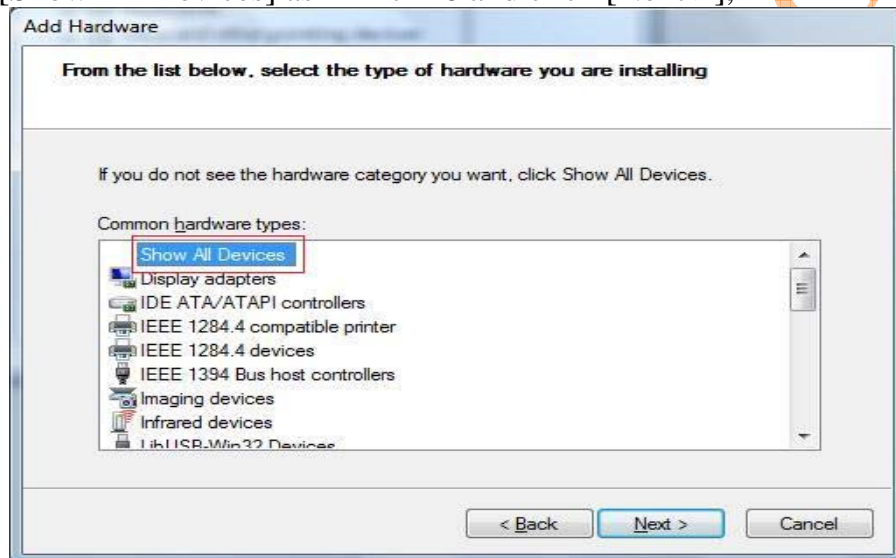 Add Hardware
From the list below, select the type of hardware you are installing
If you do not see the hardware category you want, click Show All Devices.
Common hardware types:
Show All Devices
Display adapters
IDE ATA/ATAPI controllers
IEEE 1284.4 compatible printer
IEEE 1284.4 devices
IEEE 1394 Bus host controllers
Imaging devices
Infrared devices
LibUSB-Win32 Devices
< Back
Next >
Cancel